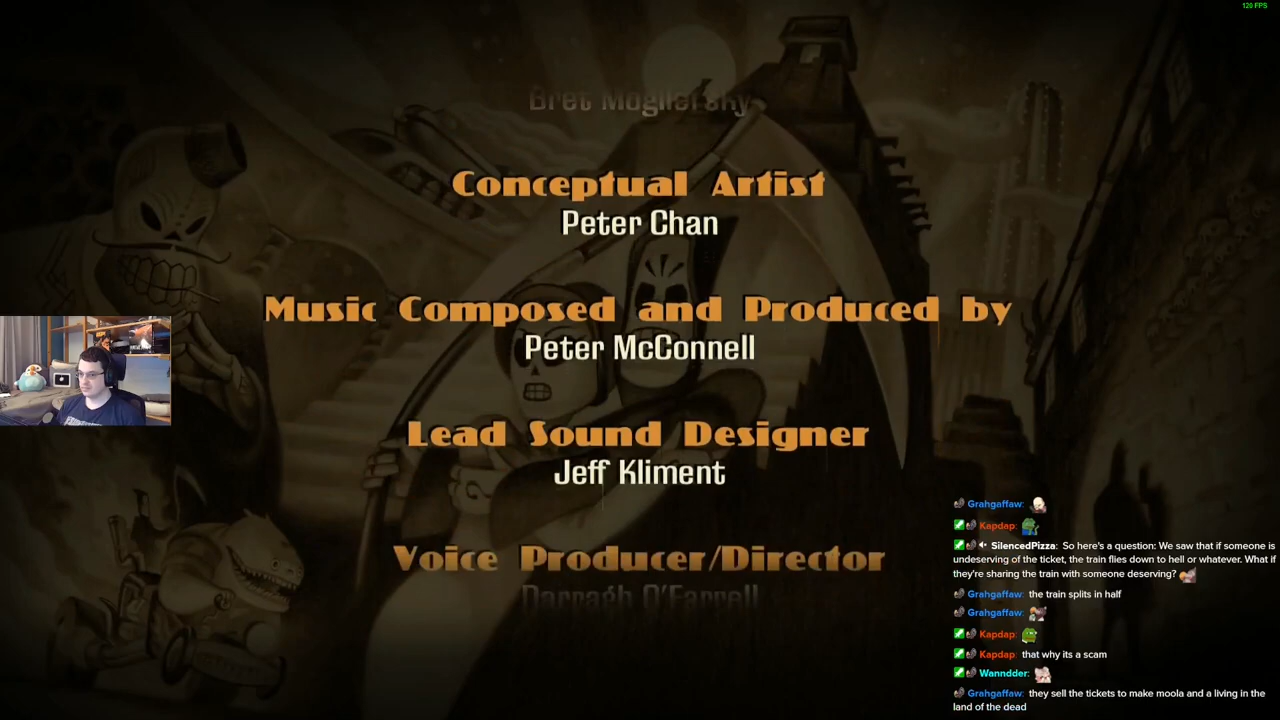 120 FPS
Bret Mogilefsky
Conceptual Artist
Peter Chan
Music Composed and Produced by
Peter McConnell
Lead Sound Designer
Jeff Kliment
Voice Producer/Director
Darragh O'Farrell
Grahgaffaw:
Kapdap:
SilencedPizza: So here's a question: We saw that if someone is
undeserving of the ticket, the train flies down to hell or whatever. What if
they're sharing the train with someone deserving?
Grahgaffaw: the train splits in half
Grahgaffaw:
Kapdap:
Kapdap: that why its a scam
Wanndder:
Grahgaffaw: they sell the tickets to make moola and a living in the
land of the dead